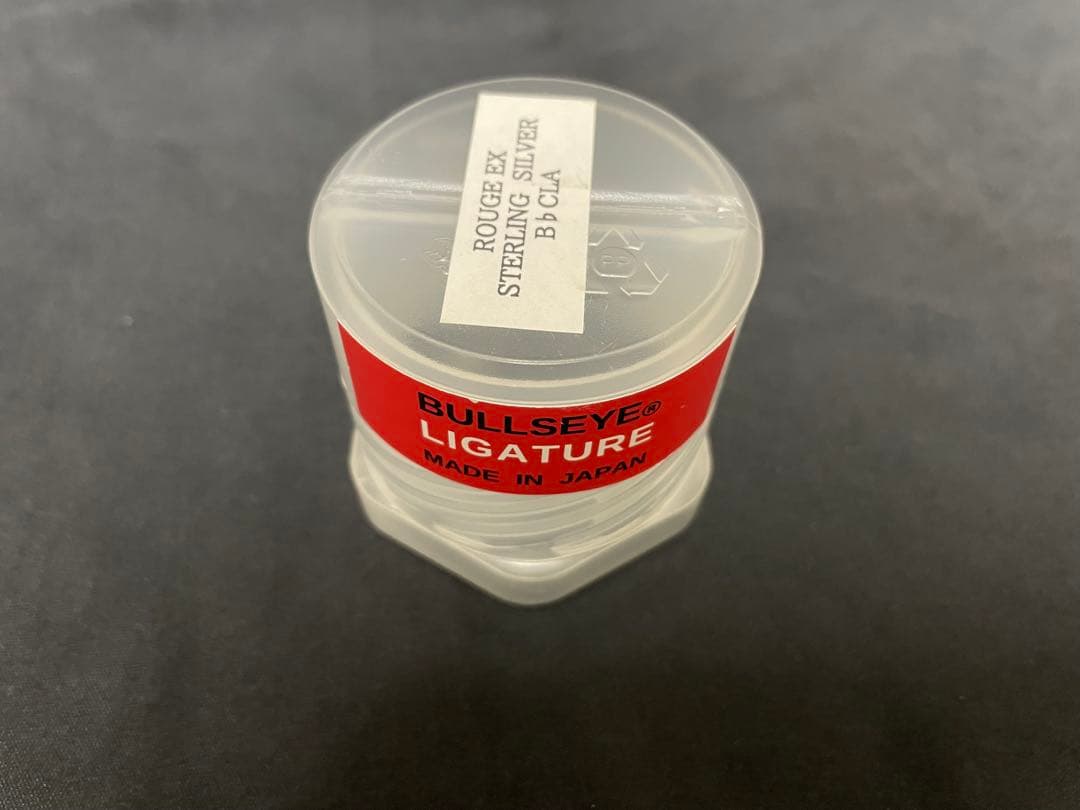 ROUGE EX
STERLING SILVER
B♭CLA
BULLSEYE®
LIGATURE
MADE IN JAPAN